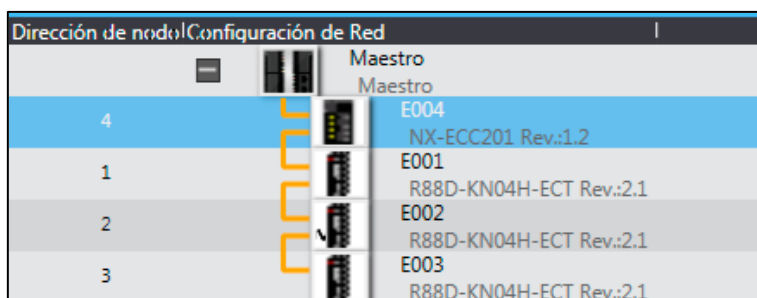 Dirección de nodo Configuración de Red
Maestro
Maestro
4 E004
NX-ECC201 Rev.:1.2
1 E001
R88D-KN04H-ECT Rev.:2.1
2 E002
R88D-KN04H-ECT Rev.:2.1
3 E003
R88D-KN04H-ECT Rev.:2.1